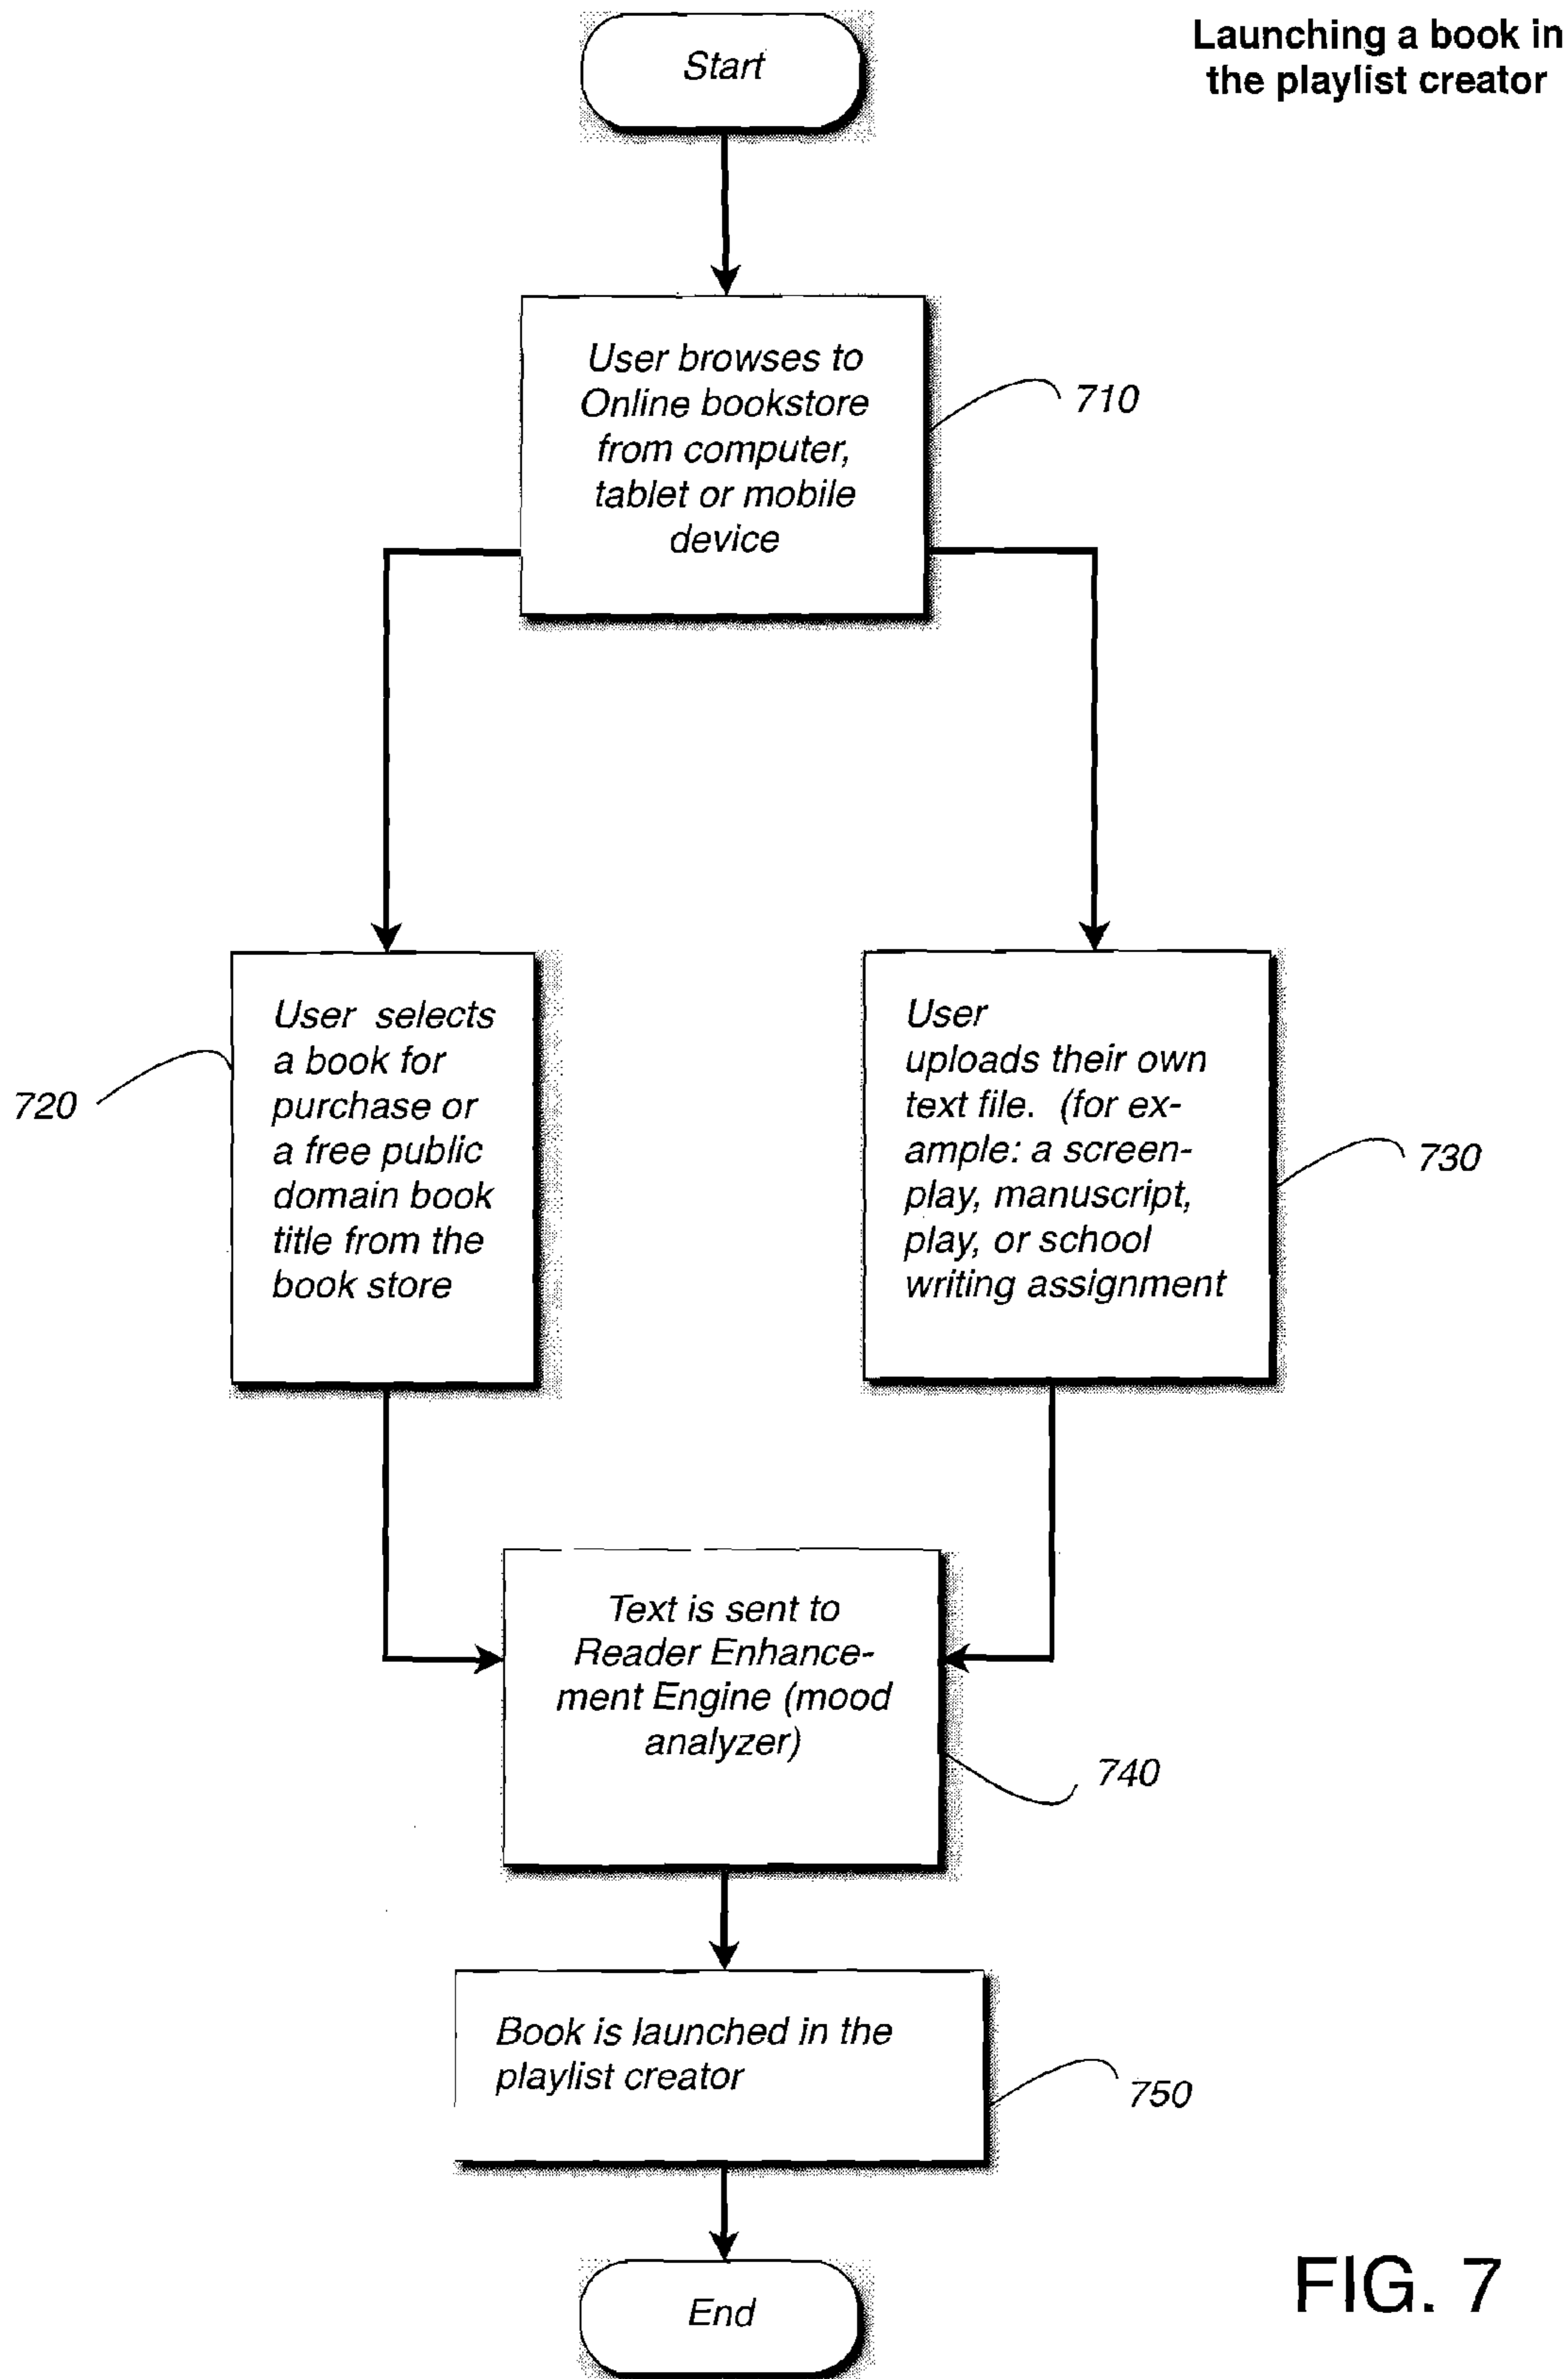 Launching a book in
the playlist creator
Start
User browses to
Online bookstore
from computer,
tablet or mobile
device
710
User selects
a book for
purchase or
a free public
domain book
title from the
book store
720
User
uploads their own
text file. (for ex-
ample: a screen-
play, manuscript,
play, or school
writing assignment
730
Text is sent to
Reader Enhance-
ment Engine (mood
analyzer)
740
Book is launched in the
playlist creator
750
End
FIG. 7